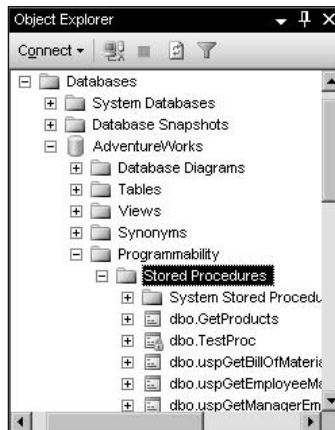 Object Explorer
Connect
Databases
System Databases
Database Snapshots
AdventureWorks
Database Diagrams
Tables
Views
Synonyms
Programmability
Stored Procedures
System Stored Procedu
dbo.GetProducts
dbo.TestProc
dbo.uspGetBillOfMateria
dbo.uspGetEmployeeMa
dbo.uspGetManagerEm